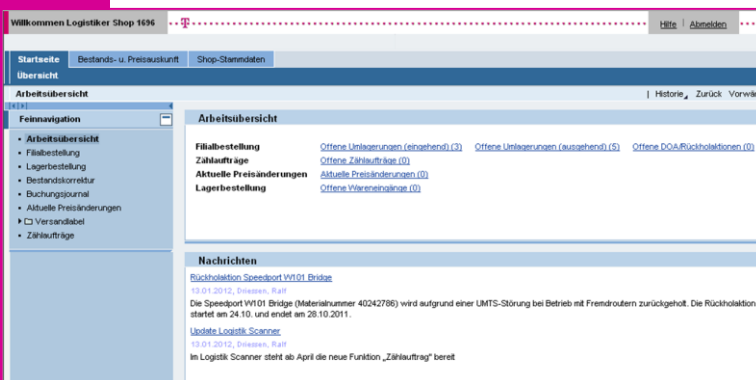 Willkommen Logistiker Shop 1696
Hilfe | Abmelden
Startseite Bestands- u. Preisauskunft Shop-Stammdaten
Übersicht
Arbeitsübersicht
| Historie Zurück Vorwä
Feinnavigation
• Arbeitsübersicht
• Filialbestellung
• Lagerbestellung
• Bestandskorrektur
• Buchungsjournal
• Aktuelle Preisänderungen
Versandlabel
• Zählaufträge
Arbeitsübersicht
Filialbestellung Offene Umlagerungen (eingehend) (3) Offene Umlagerungen (ausgehend) (5) Offene DOA/Rückholaktionen (0)
Zählaufträge Offene Zählaufträge (0)
Aktuelle Preisänderungen Aktuelle Preisänderungen (0)
Lagerbestellung Offene Wareneingänge (0)
Nachrichten
Rückholaktion Speedport W101 Bridge
13.01.2012, Driessen, Ralf
Die Speedport W101 Bridge (Materialnummer 40242786) wird aufgrund einer UMTS-Störung bei Betrieb mit Fremdroutern zurückgeholt. Die Rückholaktion
startet am 24.10. und endet am 28.10.2011.
Update Logistik Scanner
13.01.2012, Driessen, Ralf
Im Logistik Scanner steht ab April die neue Funktion „Zählauftrag" bereit